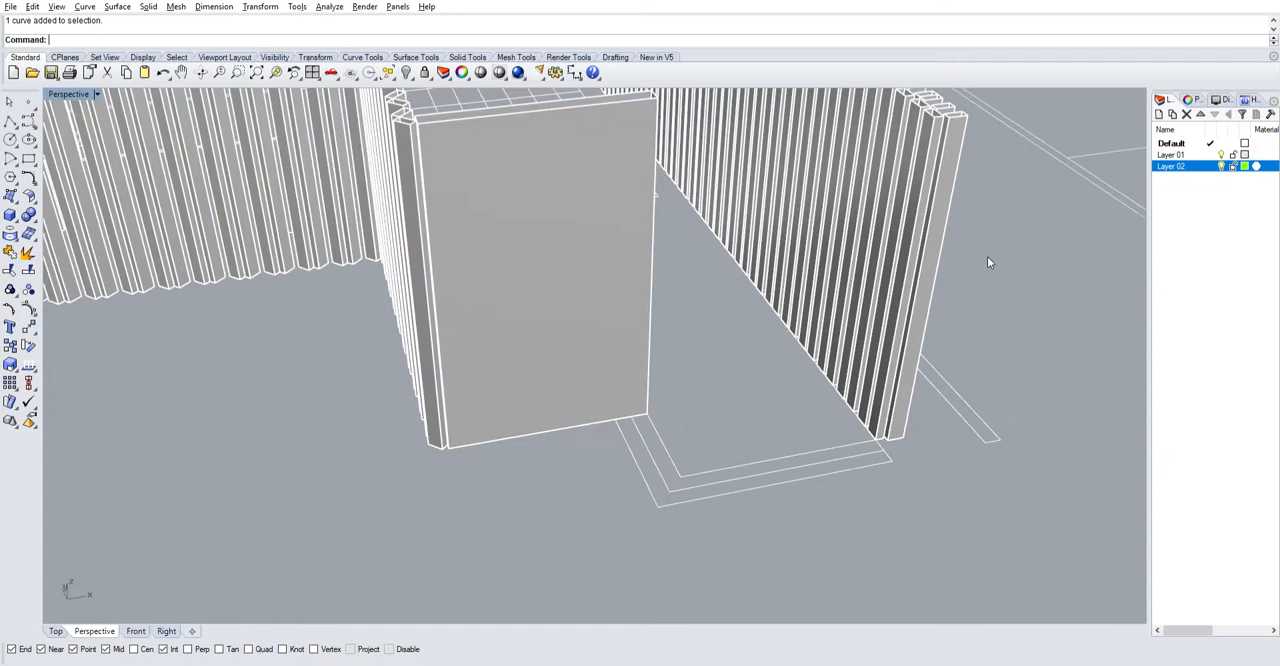 File Edit View Curve Surface Solid Mesh Dimension Transform Tools Analyze Render Panels Help
1 curve added to selection.
Command:
Standard CPlanes Set View Display Select Viewport Layout Visibility Transform Curve Tools Surface Tools Solid Tools Mesh Tools Render Tools Drafting New in V5
Perspective
L... P... Di... H...
Name Material
Default
Layer 01
Layer 02
z
y
x
Top Perspective Front Right
End Near Point Mid Cen Int Perp Tan Quad Knot Vertex Project Disable